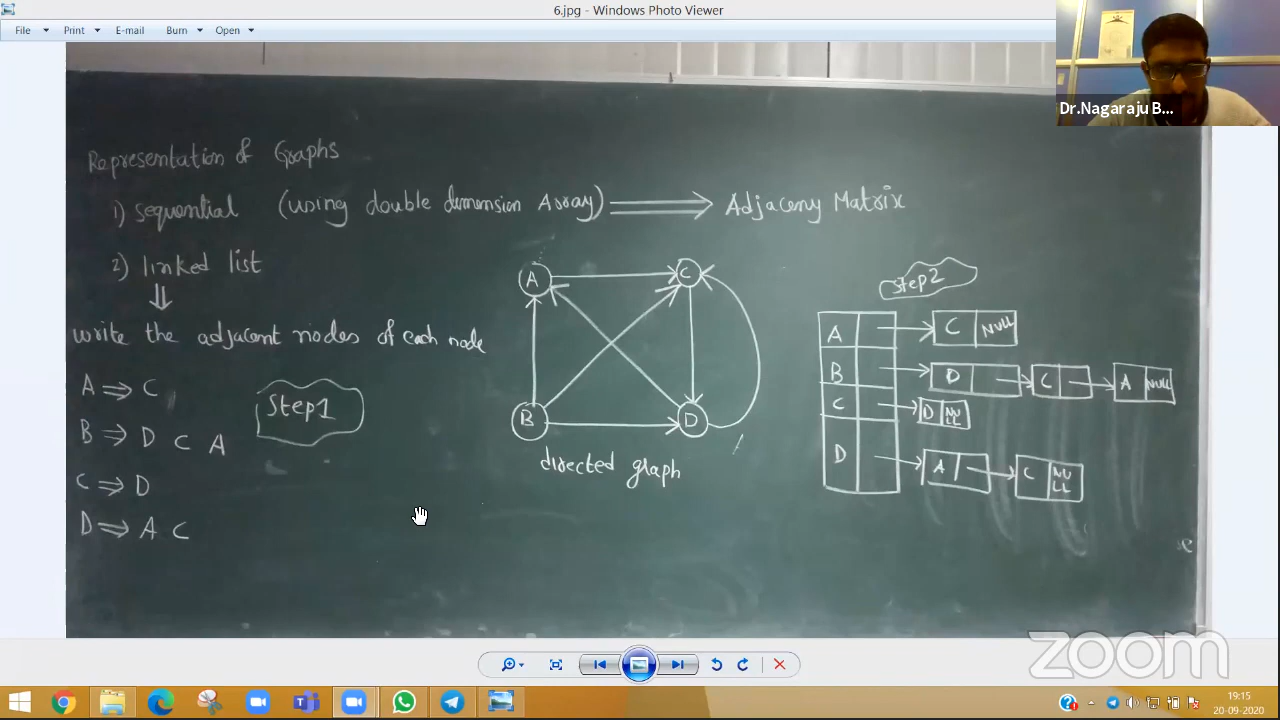 6.jpg - Windows Photo Viewer
File Print E-mail Burn Open
Dr.Nagaraju B...
Representation of Graphs
1) Sequential (using double dimension Array) ⟹ Adjaceny Matrix
2) linked list
⇓
write the adjacent nodes of each node
A ⇒ C
B ⇒ D C A
C ⇒ D
D ⇒ A C
Step1
A C
B D
directed graph
Step2
A → C NULL
B → D → C → A NULL
C → D NULL
D → A → C NULL
e
zoom
19:15
20-09-2020